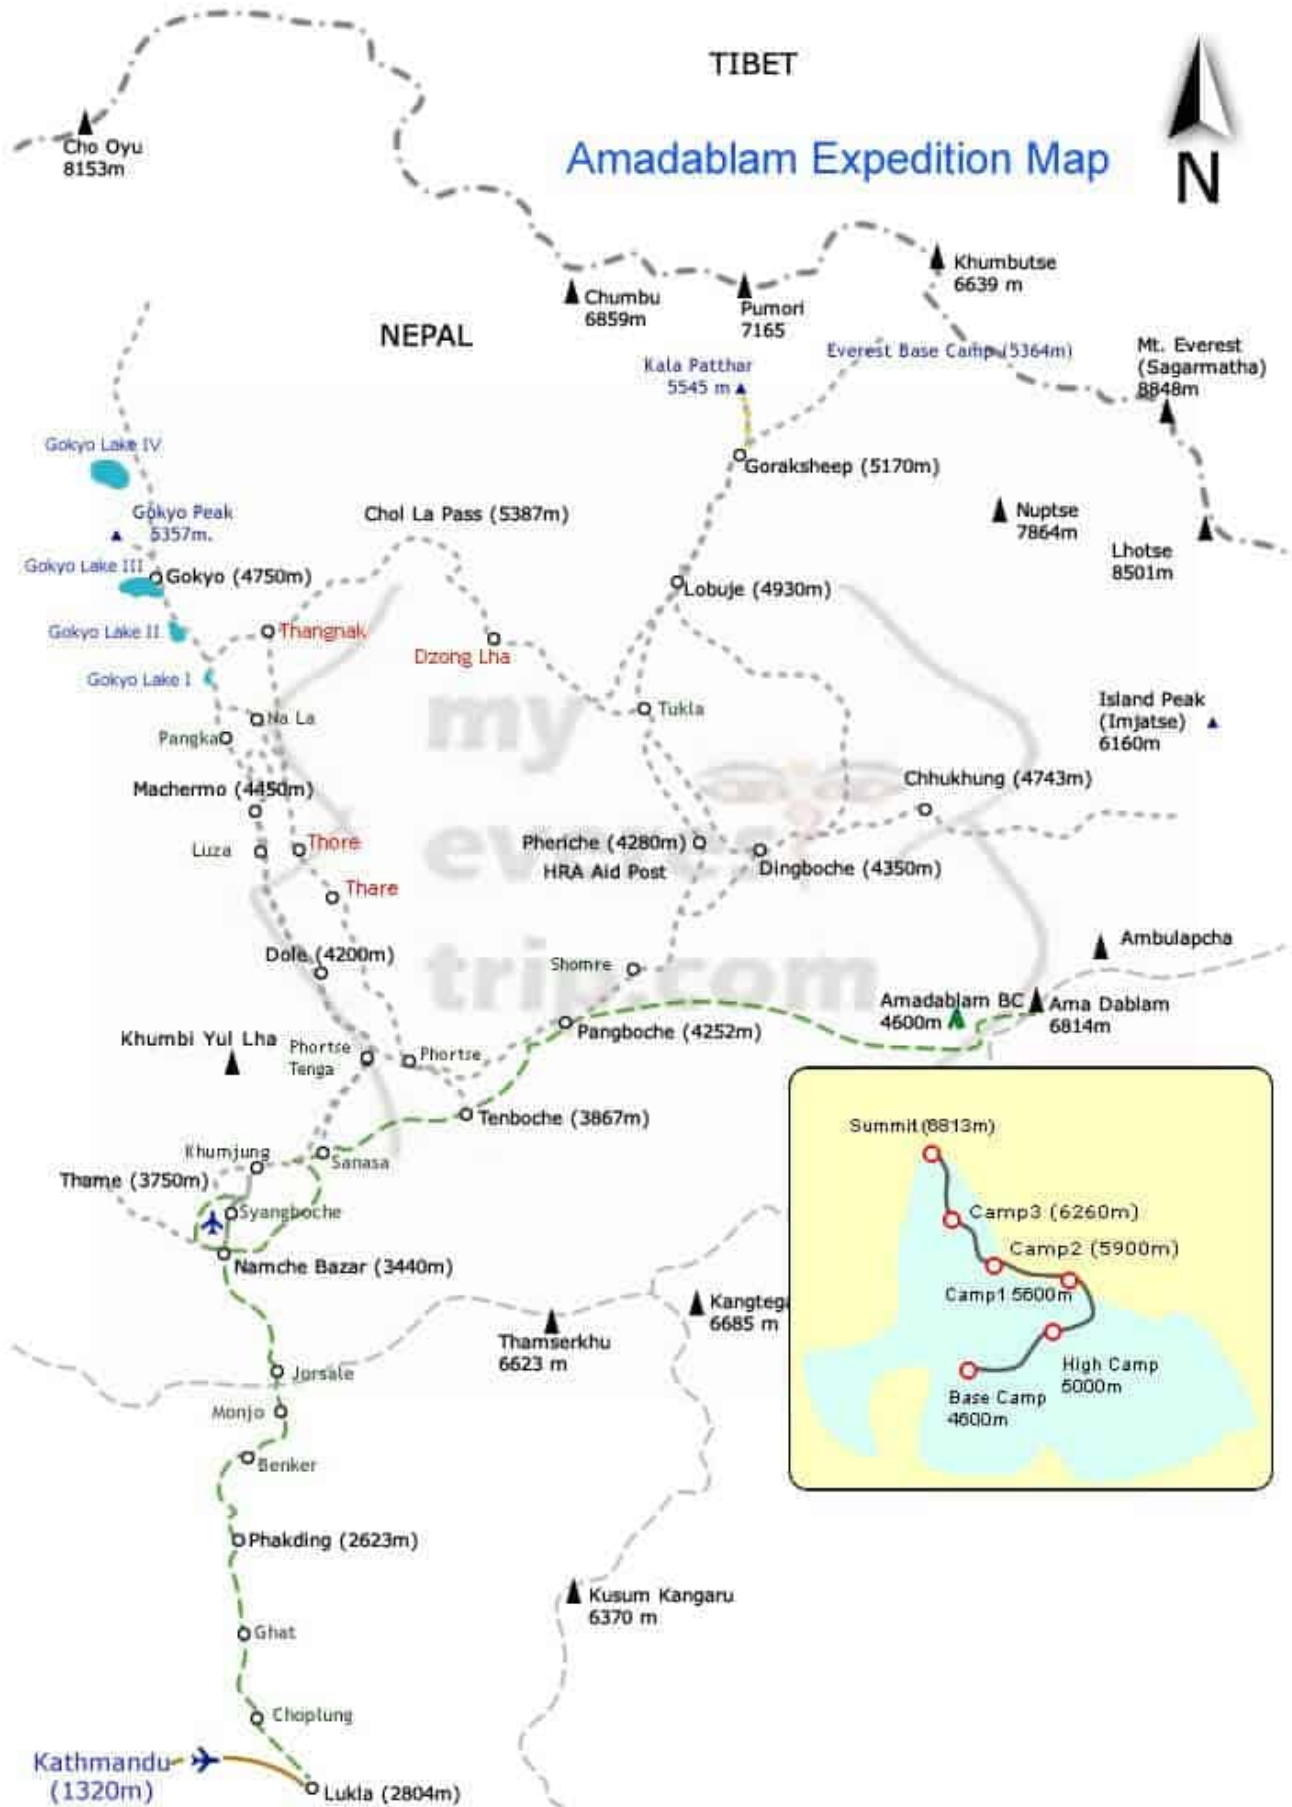 TIBET
Amadablam Expedition Map
N
Cho Oyu
8153m
Khumbutse
6639 m
Chumbu
6859m
Pumori
7165
NEPAL
Everest Base Camp (5364m)
Mt. Everest
(Sagarmatha)
8848m
Kala Patthar
5545 m
Gokyo Lake IV
Goraksheep (5170m)
Gokyo Peak
5357m.
Chol La Pass (5387m)
Nuptse
7864m
Lhotse
8501m
Gokyo Lake III
Gokyo (4750m)
Lobuje (4930m)
Gokyo Lake II
Thangnak
Dzong Lha
Gokyo Lake I
my
everest
trip.com
Na La
Tukla
Pangka
Island Peak
(Imjatse)
6160m
Machermo (4450m)
Chhukhung (4743m)
Luza
Thore
Pheriche (4280m)
HRA Aid Post
Dingboche (4350m)
Thare
Dole (4200m)
Shomre
Ambulapcha
Amadablam BC
4600m
Ama Dablam
6814m
Pangboche (4252m)
Khumbi Yul Lha
Phortse
Tenga
Phortse
Tenboche (3867m)
Khumjung
Sanasa
Thame (3750m)
Syangboche
Namche Bazar (3440m)
Summit (6813m)
Camp3 (6260m)
Camp2 (5900m)
Camp1 5600m
High Camp
5000m
Base Camp
4600m
Kangtega
6685 m
Thamserkhu
6623 m
Jorsale
Monjo
Benker
Phakding (2623m)
Kusum Kangaru
6370 m
Ghat
Choplung
Kathmandu
(1320m)
Lukla (2804m)